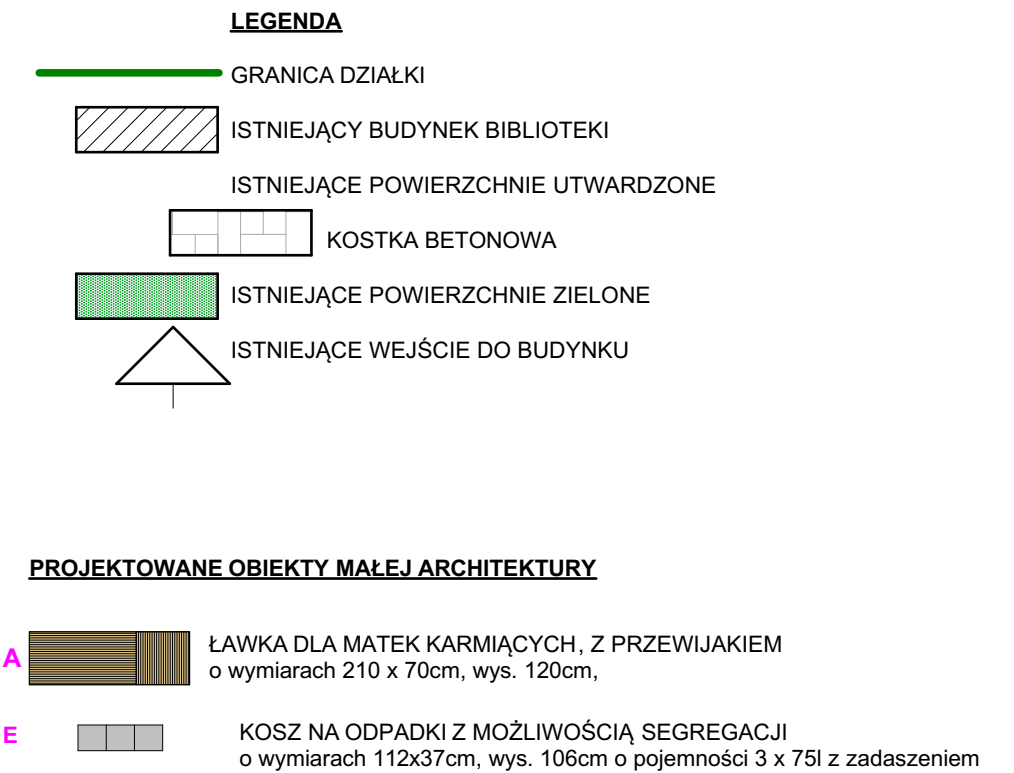 LEGENDA
GRANICA DZIAŁKI
ISTNIEJĄCY BUDYNEK BIBLIOTEKI
ISTNIEJĄCE POWIERZCHNIE UTWARDZONE
KOSTKA BETONOWA
ISTNIEJĄCE POWIERZCHNIE ZIELONE
ISTNIEJĄCE WEJŚCIE DO BUDYNKU
PROJEKTOWANE OBIEKTY MAŁEJ ARCHITEKTURY
A ŁAWKA DLA MATEK KARMIĄCYCH, Z PRZEWIJAKIEM
o wymiarach 210 x 70cm, wys. 120cm,
E KOSZ NA ODPADKI Z MOŻLIWOŚCIĄ SEGREGACJI
o wymiarach 112x37cm, wys. 106cm o pojemności 3 x 75l z zadaszeniem